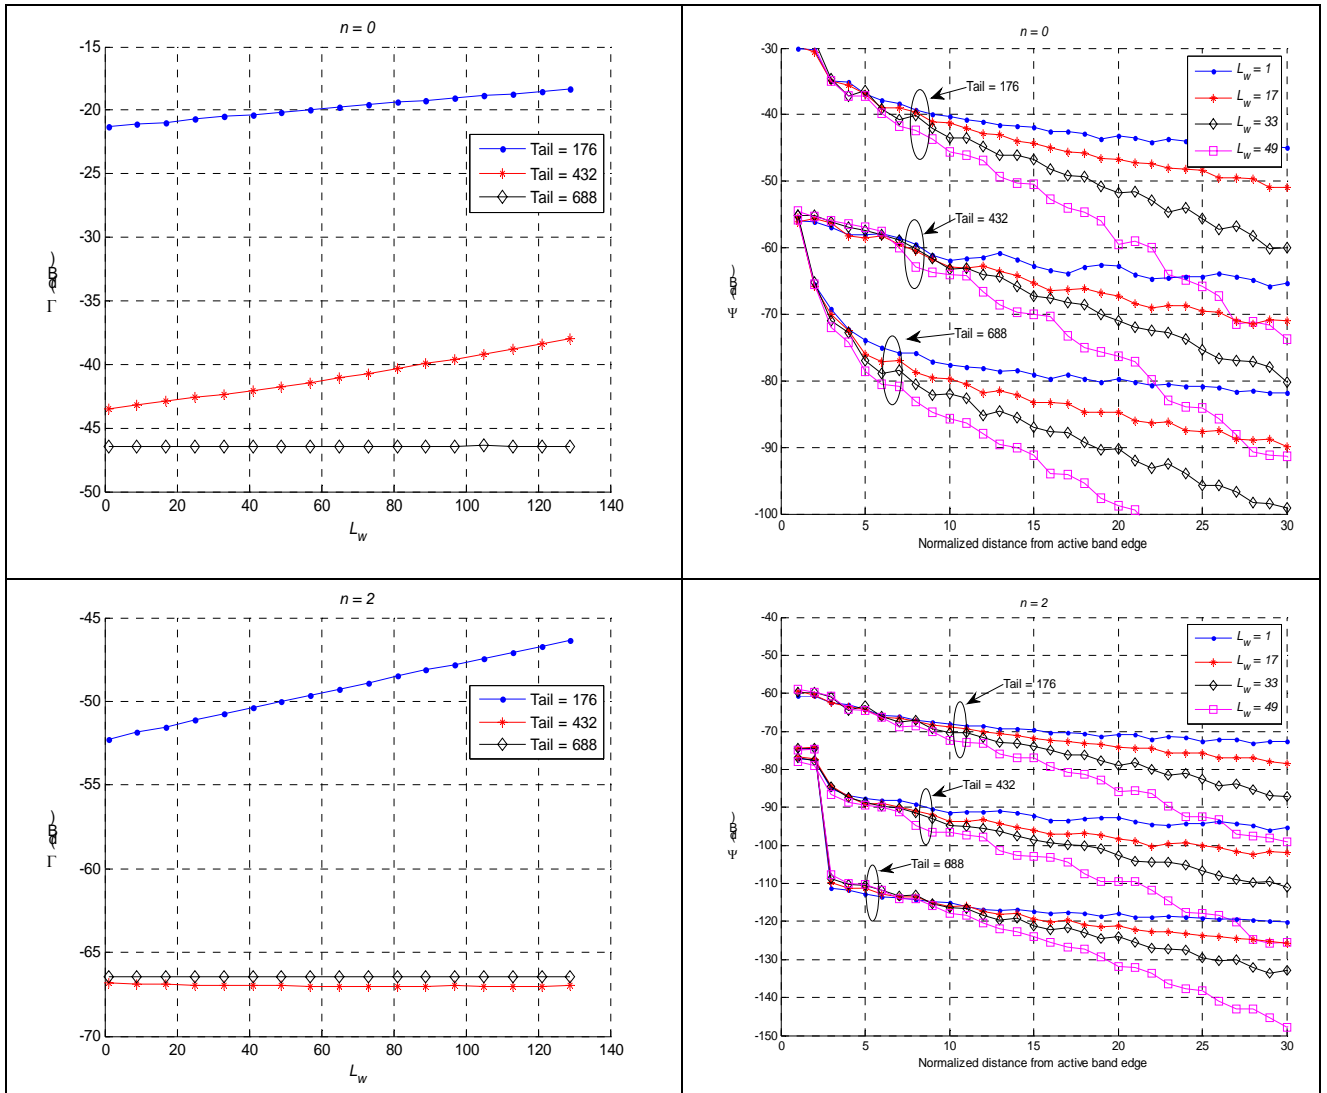 n = 0
-15
-20
-25
-30
-35
-40
-45
-50
Γ (dB)
0 20 40 60 80 100 120 140
L_w
Tail = 176
Tail = 432
Tail = 688
n = 0
-30
-40
-50
-60
-70
-80
-90
-100
Ψ (dB)
0 5 10 15 20 25 30
Normalized distance from active band edge
L_w = 1
L_w = 17
L_w = 33
L_w = 49
Tail = 176
Tail = 432
Tail = 688
n = 2
-45
-50
-55
-60
-65
-70
Γ (dB)
0 20 40 60 80 100 120 140
L_w
Tail = 176
Tail = 432
Tail = 688
n = 2
-40
-50
-60
-70
-80
-90
-100
-110
-120
-130
-140
-150
Ψ (dB)
0 5 10 15 20 25 30
Normalized distance from active band edge
L_w = 1
L_w = 17
L_w = 33
L_w = 49
Tail = 176
Tail = 432
Tail = 688